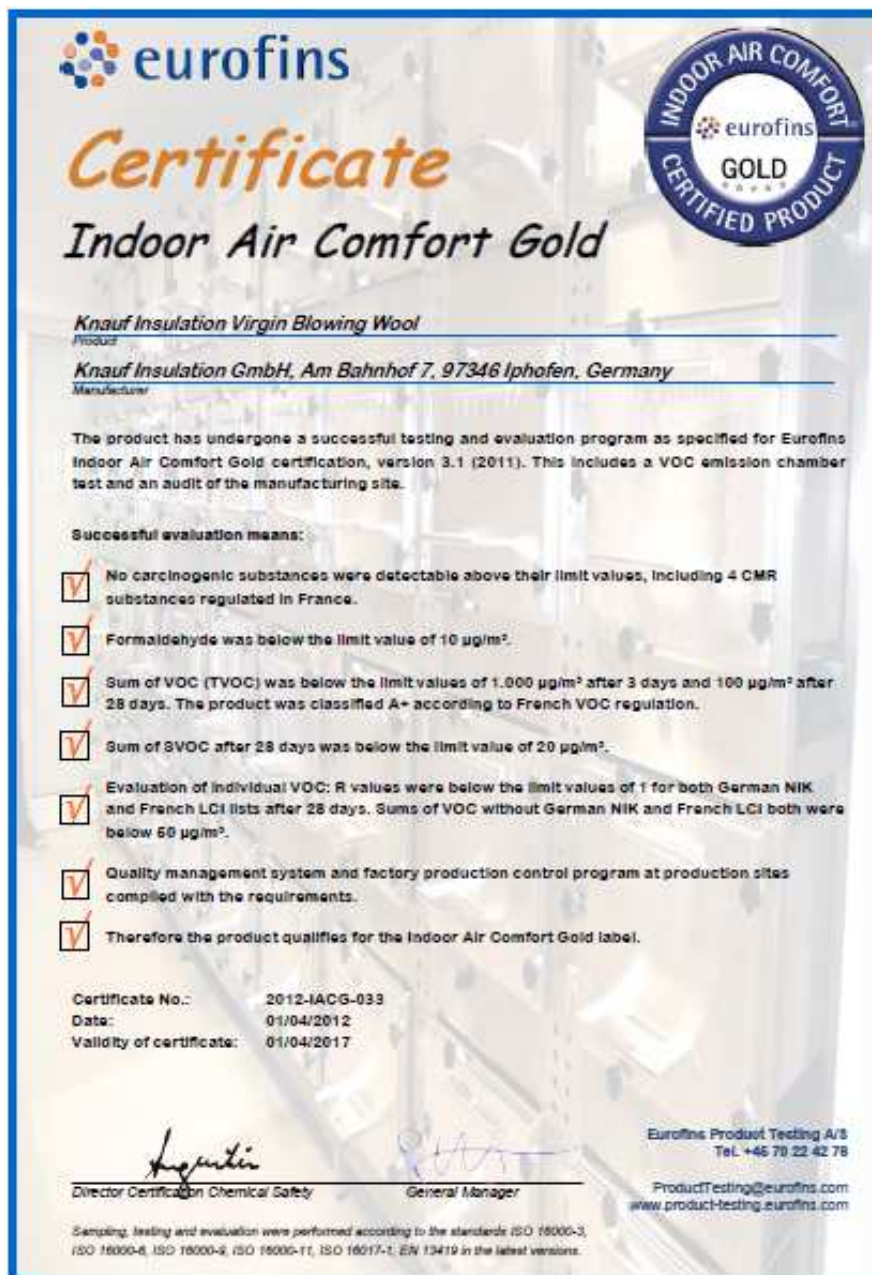 eurofins
INDOOR AIR COMFORT
eurofins
GOLD
CERTIFIED PRODUCT
Certificate
Indoor Air Comfort Gold
Knauf Insulation Virgin Blowing Wool
Product
Knauf Insulation GmbH, Am Bahnhof 7, 97346 Iphofen, Germany
Manufacturer
The product has undergone a successful testing and evaluation program as specified for Eurofins
Indoor Air Comfort Gold certification, version 3.1 (2011). This includes a VOC emission chamber
test and an audit of the manufacturing site.
Successful evaluation means:
No carcinogenic substances were detectable above their limit values, including 4 CMR
substances regulated in France.
Formaldehyde was below the limit value of 10 µg/m³.
Sum of VOC (TVOC) was below the limit values of 1.000 µg/m³ after 3 days and 100 µg/m³ after
28 days. The product was classified A+ according to French VOC regulation.
Sum of SVOC after 28 days was below the limit value of 20 µg/m³.
Evaluation of individual VOC: R values were below the limit values of 1 for both German NIK
and French LCI lists after 28 days. Sums of VOC without German NIK and French LCI both were
below 50 µg/m³.
Quality management system and factory production control program at production sites
complied with the requirements.
Therefore the product qualifies for the Indoor Air Comfort Gold label.
Certificate No.: 2012-IACG-033
Date: 01/04/2012
Validity of certificate: 01/04/2017
Eurofins Product Testing A/S
Tel. +45 70 22 42 76
Director Certification Chemical Safety
General Manager
ProductTesting@eurofins.com
www.product-testing.eurofins.com
Sampling, testing and evaluation were performed according to the standards ISO 16000-3,
ISO 16000-6, ISO 16000-9, ISO 16000-11, ISO 16017-1, EN 13419 in the latest versions.